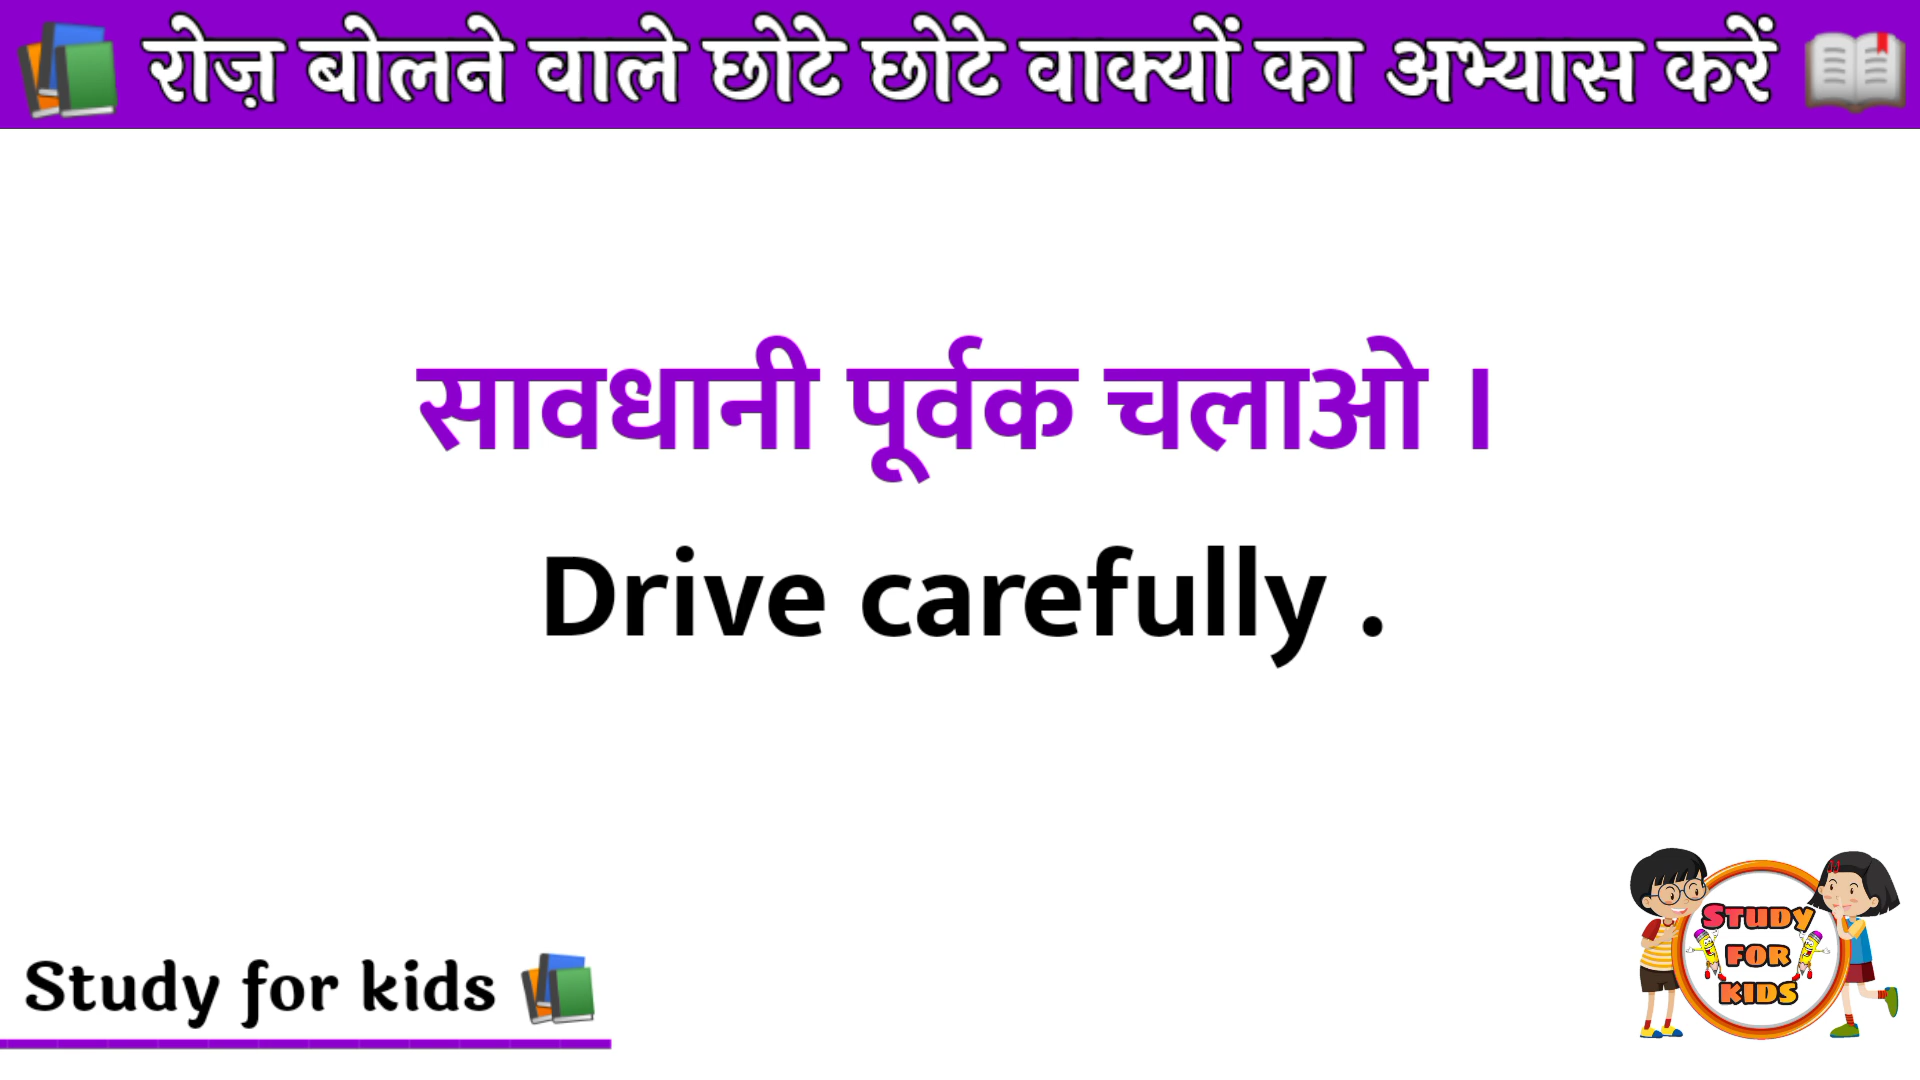 📚 रोज़ बोलने वाले छोटे छोटे वाक्यों का अभ्यास करें 📖
सावधानी पूर्वक चलाओ ।
Drive carefully .
Study for kids 📚
STUDY
FOR
KIDS